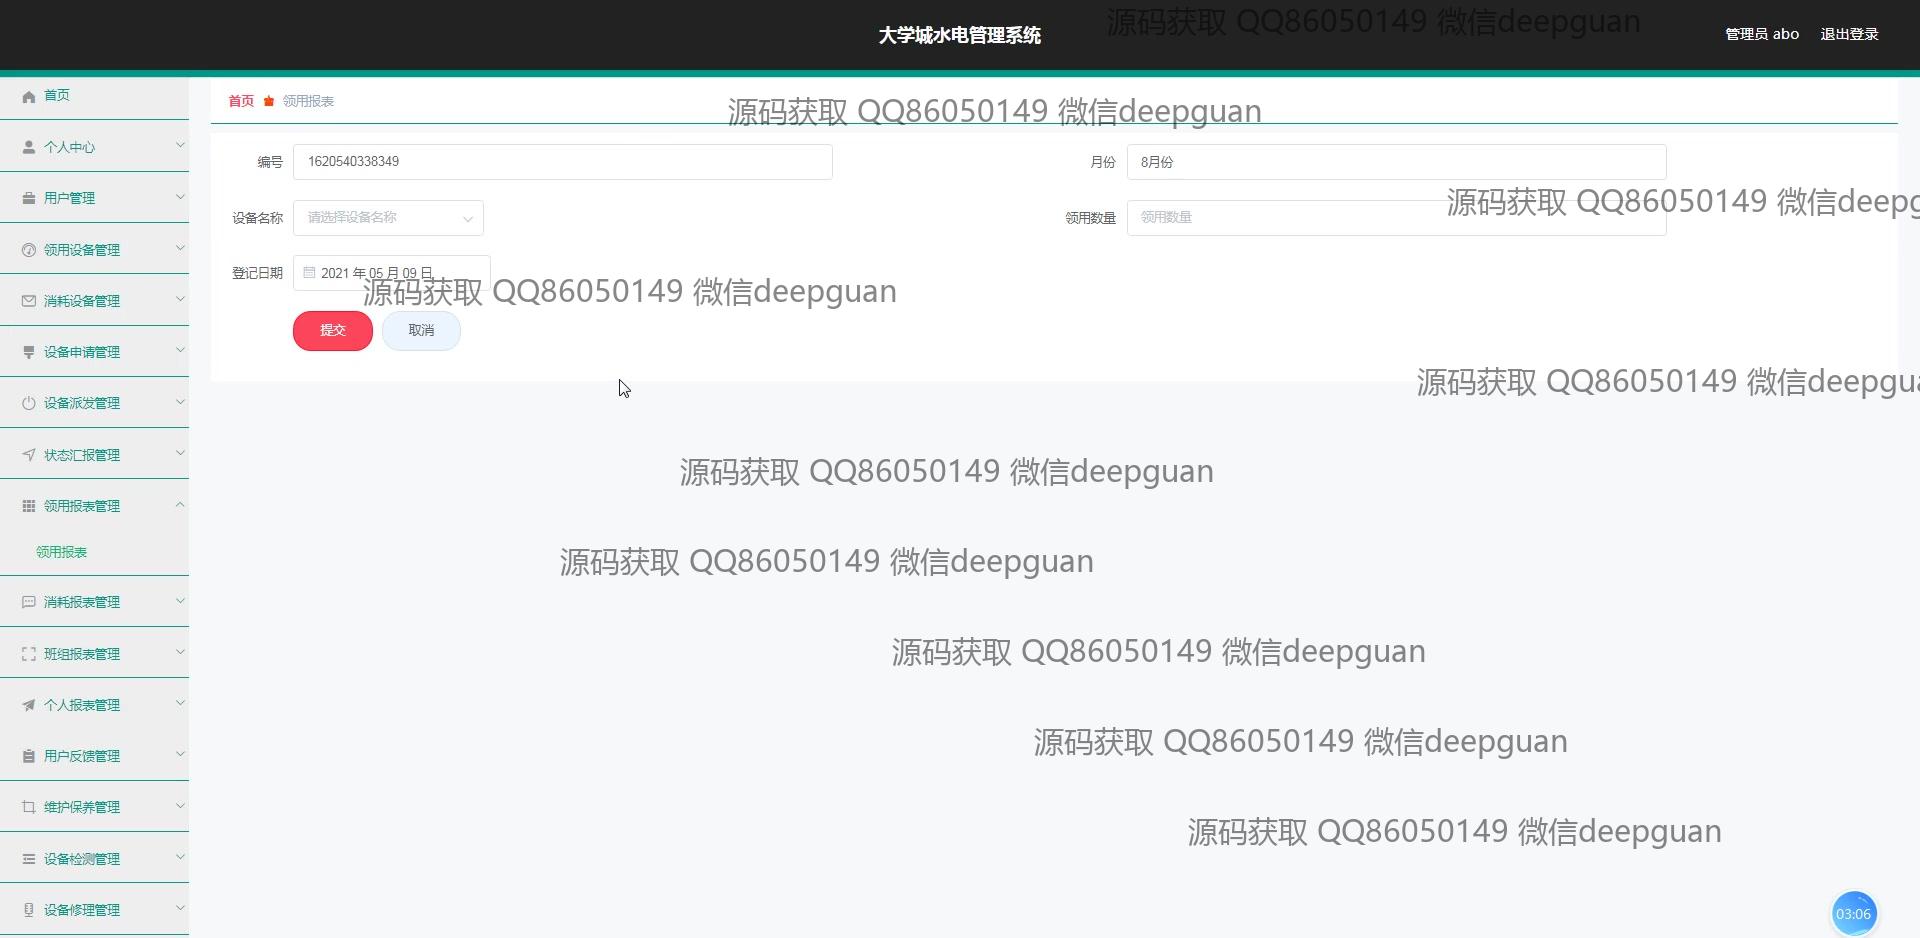 大学城水电管理系统
源码获取 QQ86050149 微信deepguan
管理员 abo 退出登录
首页
个人中心
用户管理
领用设备管理
消耗设备管理
设备申请管理
设备派发管理
状态汇报管理
领用报表管理
领用报表
消耗报表管理
班组报表管理
个人报表管理
用户反馈管理
维护保养管理
设备检测管理
设备修理管理
首页 领用报表
源码获取 QQ86050149 微信deepguan
编号 1620540338349 月份 8月份
源码获取 QQ86050149 微信deepg
设备名称 请选择设备名称 领用数量 领用数量
登记日期 2021 年 05 月 09 日
源码获取 QQ86050149 微信deepguan
提交 取消
源码获取 QQ86050149 微信deepgua
源码获取 QQ86050149 微信deepguan
源码获取 QQ86050149 微信deepguan
源码获取 QQ86050149 微信deepguan
源码获取 QQ86050149 微信deepguan
源码获取 QQ86050149 微信deepguan
03:06